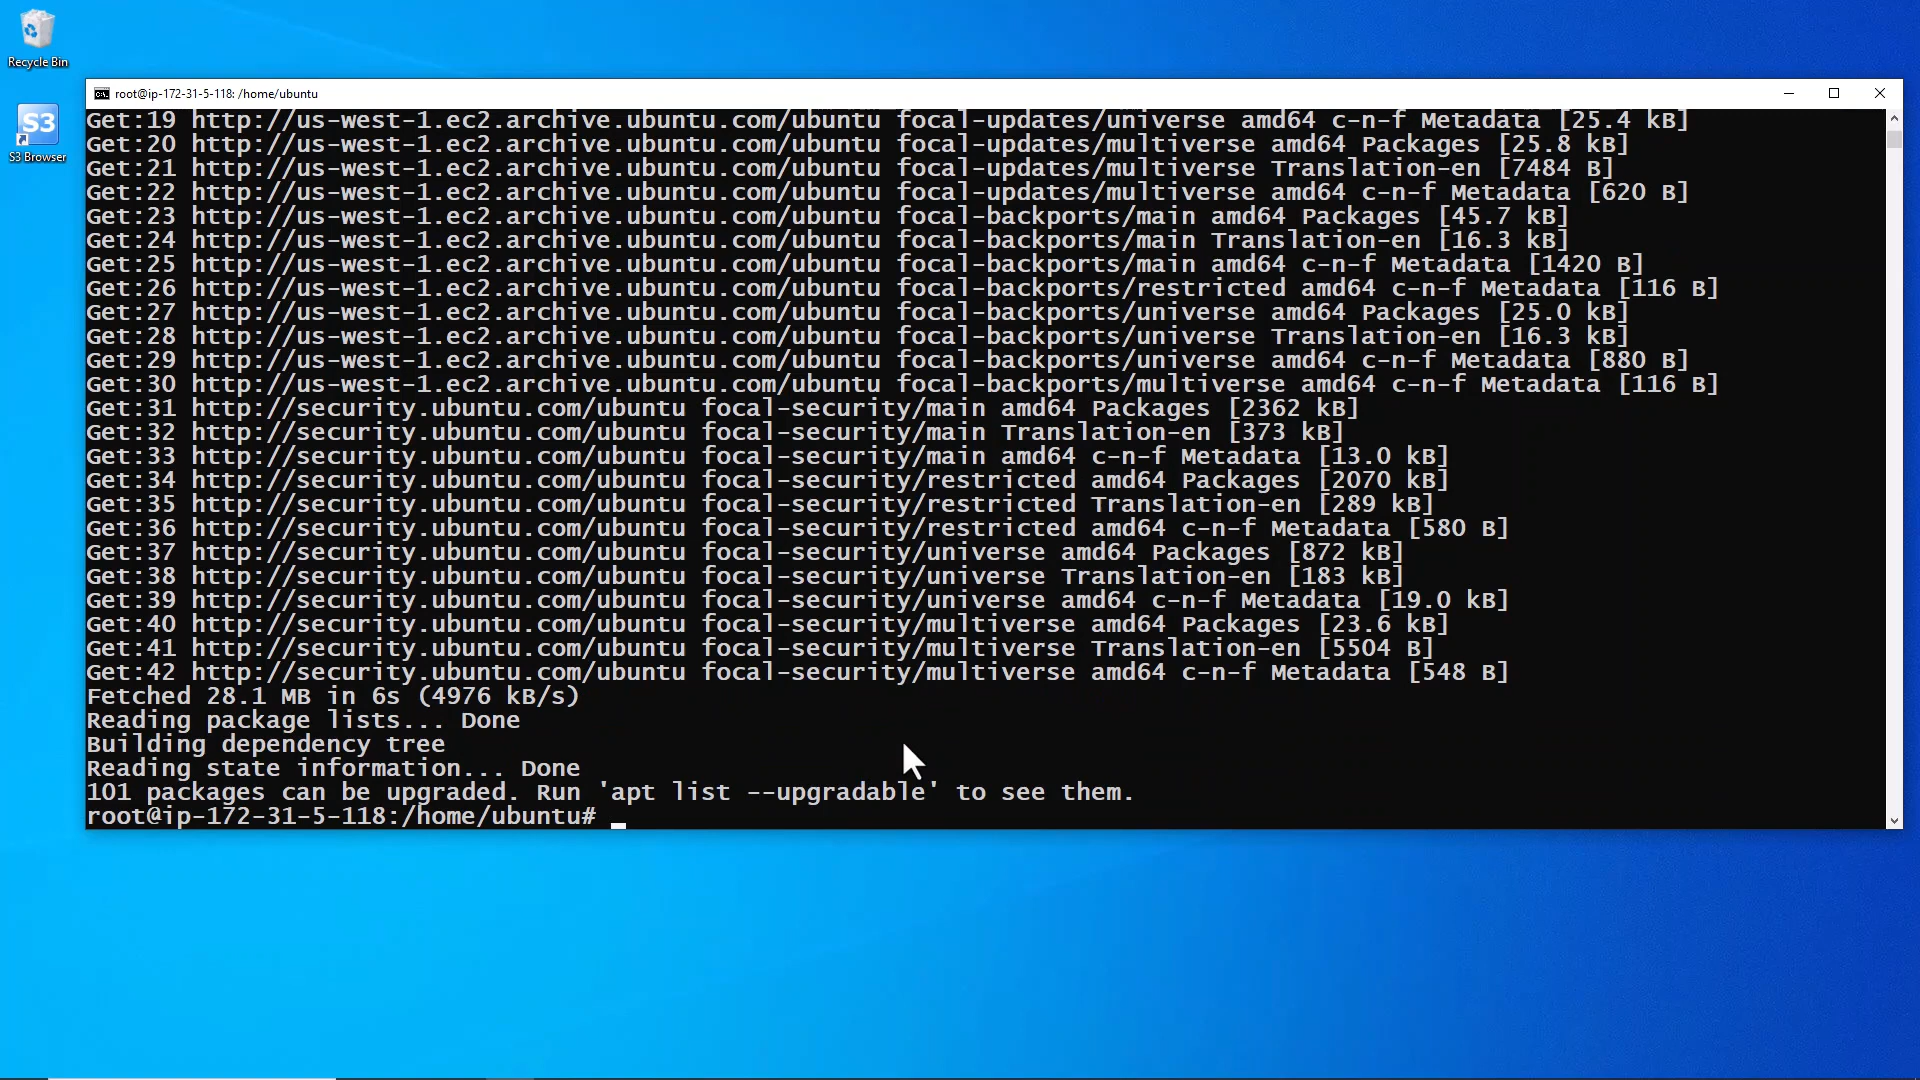 Recycle Bin
S3
S3 Browser
root@ip-172-31-5-118: /home/ubuntu
Get:19 http://us-west-1.ec2.archive.ubuntu.com/ubuntu focal-updates/universe amd64 c-n-f Metadata [25.4 kB]
Get:20 http://us-west-1.ec2.archive.ubuntu.com/ubuntu focal-updates/multiverse amd64 Packages [25.8 kB]
Get:21 http://us-west-1.ec2.archive.ubuntu.com/ubuntu focal-updates/multiverse Translation-en [7484 B]
Get:22 http://us-west-1.ec2.archive.ubuntu.com/ubuntu focal-updates/multiverse amd64 c-n-f Metadata [620 B]
Get:23 http://us-west-1.ec2.archive.ubuntu.com/ubuntu focal-backports/main amd64 Packages [45.7 kB]
Get:24 http://us-west-1.ec2.archive.ubuntu.com/ubuntu focal-backports/main Translation-en [16.3 kB]
Get:25 http://us-west-1.ec2.archive.ubuntu.com/ubuntu focal-backports/main amd64 c-n-f Metadata [1420 B]
Get:26 http://us-west-1.ec2.archive.ubuntu.com/ubuntu focal-backports/restricted amd64 c-n-f Metadata [116 B]
Get:27 http://us-west-1.ec2.archive.ubuntu.com/ubuntu focal-backports/universe amd64 Packages [25.0 kB]
Get:28 http://us-west-1.ec2.archive.ubuntu.com/ubuntu focal-backports/universe Translation-en [16.3 kB]
Get:29 http://us-west-1.ec2.archive.ubuntu.com/ubuntu focal-backports/universe amd64 c-n-f Metadata [880 B]
Get:30 http://us-west-1.ec2.archive.ubuntu.com/ubuntu focal-backports/multiverse amd64 c-n-f Metadata [116 B]
Get:31 http://security.ubuntu.com/ubuntu focal-security/main amd64 Packages [2362 kB]
Get:32 http://security.ubuntu.com/ubuntu focal-security/main Translation-en [373 kB]
Get:33 http://security.ubuntu.com/ubuntu focal-security/main amd64 c-n-f Metadata [13.0 kB]
Get:34 http://security.ubuntu.com/ubuntu focal-security/restricted amd64 Packages [2070 kB]
Get:35 http://security.ubuntu.com/ubuntu focal-security/restricted Translation-en [289 kB]
Get:36 http://security.ubuntu.com/ubuntu focal-security/restricted amd64 c-n-f Metadata [580 B]
Get:37 http://security.ubuntu.com/ubuntu focal-security/universe amd64 Packages [872 kB]
Get:38 http://security.ubuntu.com/ubuntu focal-security/universe Translation-en [183 kB]
Get:39 http://security.ubuntu.com/ubuntu focal-security/universe amd64 c-n-f Metadata [19.0 kB]
Get:40 http://security.ubuntu.com/ubuntu focal-security/multiverse amd64 Packages [23.6 kB]
Get:41 http://security.ubuntu.com/ubuntu focal-security/multiverse Translation-en [5504 B]
Get:42 http://security.ubuntu.com/ubuntu focal-security/multiverse amd64 c-n-f Metadata [548 B]
Fetched 28.1 MB in 6s (4976 kB/s)
Reading package lists... Done
Building dependency tree
Reading state information... Done
101 packages can be upgraded. Run 'apt list --upgradable' to see them.
root@ip-172-31-5-118:/home/ubuntu#